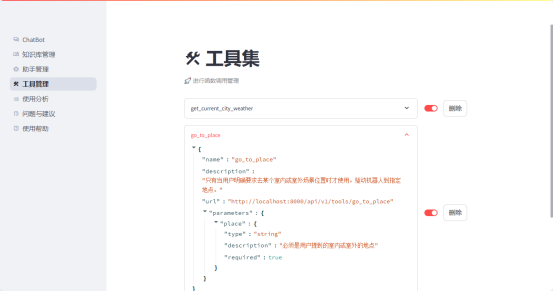 ChatBot
知识库管理
助手管理
工具管理
使用分析
问题与建议
使用帮助
工具集
进行函数调用管理
get_current_city_weather
删除
go_to_place
{
"name" : "go_to_place"
"description" :
"只有当用户明确要求去某个室内或室外场景位置时才使用。驱动机器人到指定
地点。"
"url" : "http://localhost:8000/api/v1/tools/go_to_place"
"parameters" : {
"place" : {
"type" : "string"
"description" : "必须是用户提到的室内或室外的地点"
"required" : true
}
}
}
删除